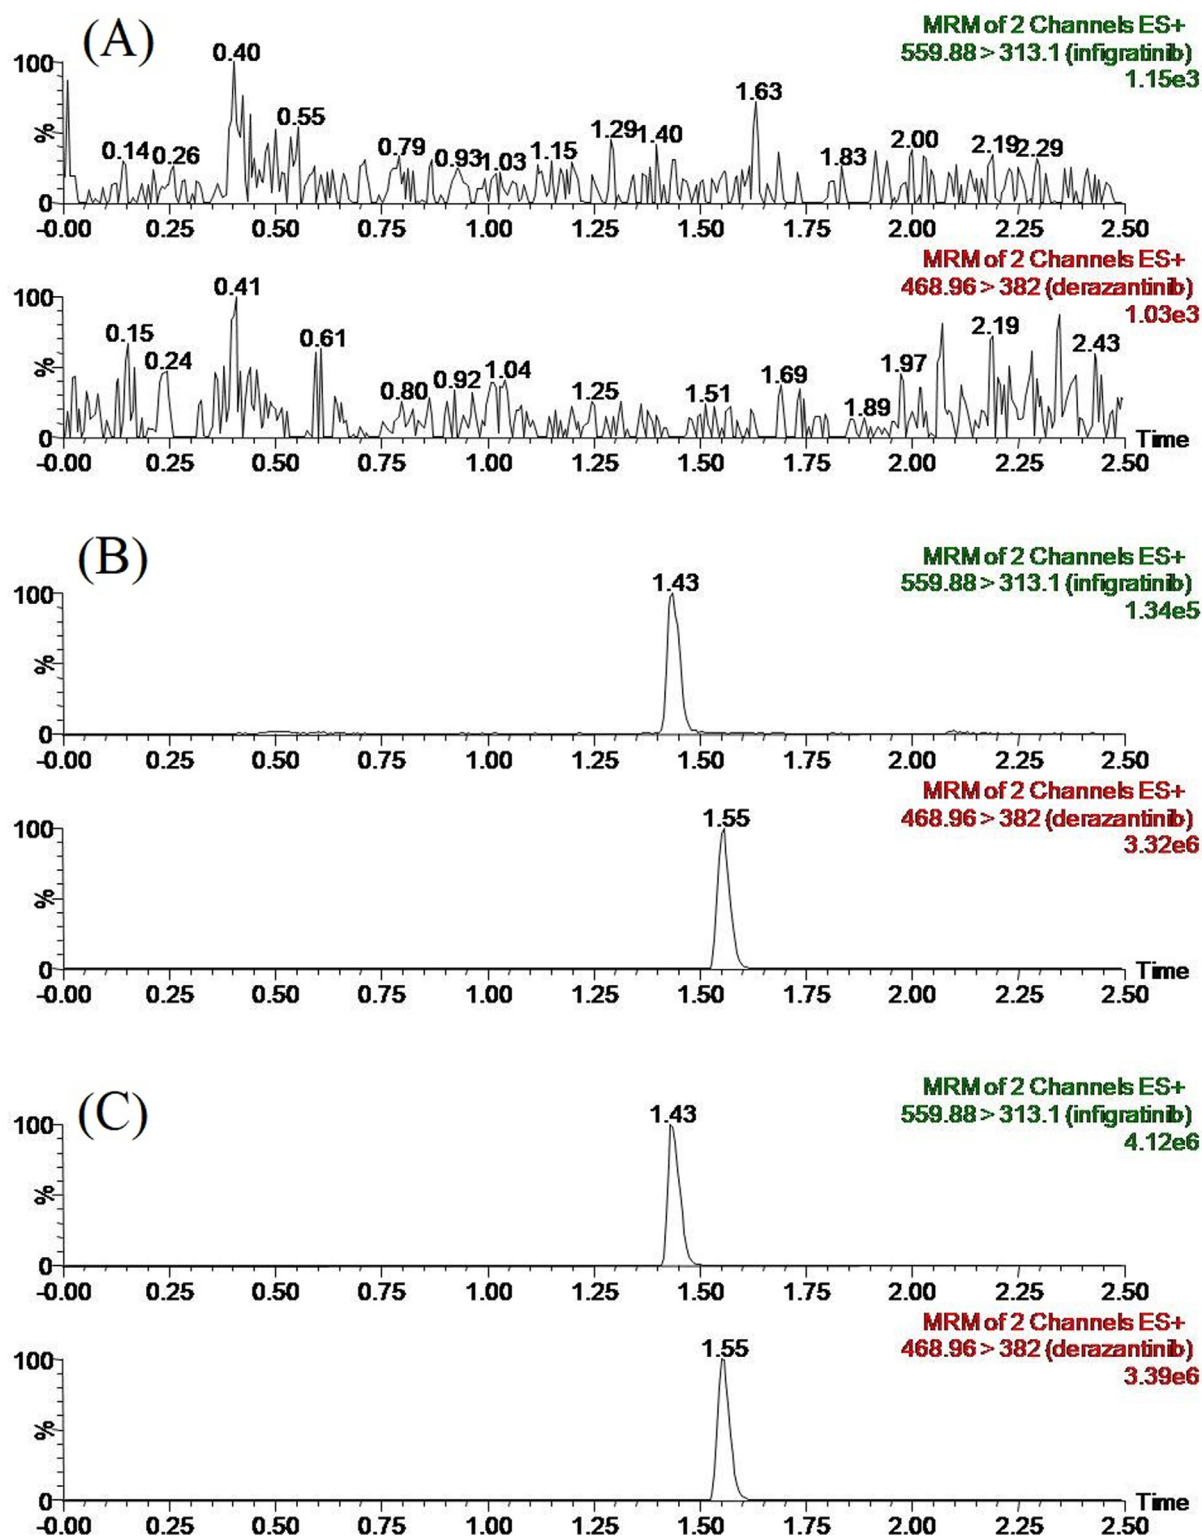 (A)
MRM of 2 Channels ES+
559.88 > 313.1 (infigratinib)
1.15e3
100
%
0
0.14 0.26 0.40 0.55 0.79 0.93 1.03 1.15 1.29 1.40 1.63 1.83 2.00 2.19 2.29
-0.00 0.25 0.50 0.75 1.00 1.25 1.50 1.75 2.00 2.25 2.50
MRM of 2 Channels ES+
468.96 > 382 (derazantinib)
1.03e3
100
%
0
0.15 0.24 0.41 0.61 0.80 0.92 1.04 1.25 1.51 1.69 1.89 1.97 2.19 2.43
Time
-0.00 0.25 0.50 0.75 1.00 1.25 1.50 1.75 2.00 2.25 2.50
(B)
MRM of 2 Channels ES+
559.88 > 313.1 (infigratinib)
1.34e5
1.43
100
%
0
-0.00 0.25 0.50 0.75 1.00 1.25 1.50 1.75 2.00 2.25 2.50
MRM of 2 Channels ES+
468.96 > 382 (derazantinib)
3.32e6
1.55
100
%
0
Time
-0.00 0.25 0.50 0.75 1.00 1.25 1.50 1.75 2.00 2.25 2.50
(C)
MRM of 2 Channels ES+
559.88 > 313.1 (infigratinib)
4.12e6
1.43
100
%
0
-0.00 0.25 0.50 0.75 1.00 1.25 1.50 1.75 2.00 2.25 2.50
MRM of 2 Channels ES+
468.96 > 382 (derazantinib)
3.39e6
1.55
100
%
0
Time
-0.00 0.25 0.50 0.75 1.00 1.25 1.50 1.75 2.00 2.25 2.50